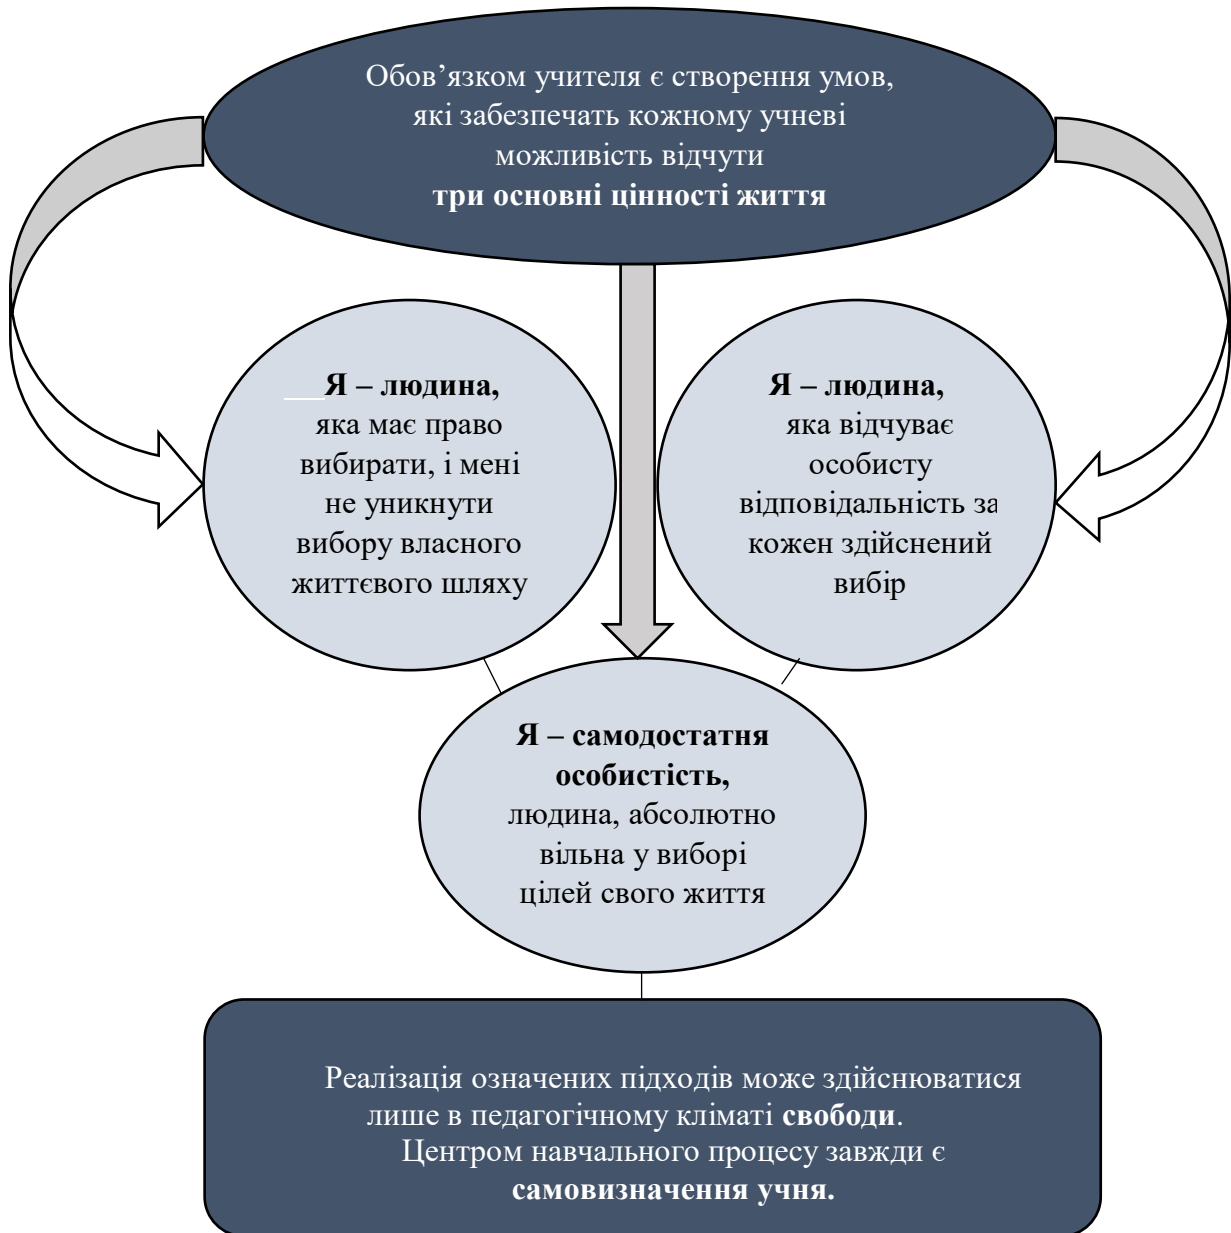 Обов’язком учителя є створення умов,
які забезпечать кожному учневі
можливість відчути
три основні цінності життя
Я – людина,
яка має право
вибирати, і мені
не уникнути
вибору власного
життєвого шляху
Я – людина,
яка відчуває
особисту
відповідальність за
кожен здійснений
вибір
Я – самодостатня
особистість,
людина, абсолютно
вільна у виборі
цілей свого життя
Реалізація означених підходів може здійснюватися
лише в педагогічному кліматі свободи.
Центром навчального процесу завжди є
самовизначення учня.